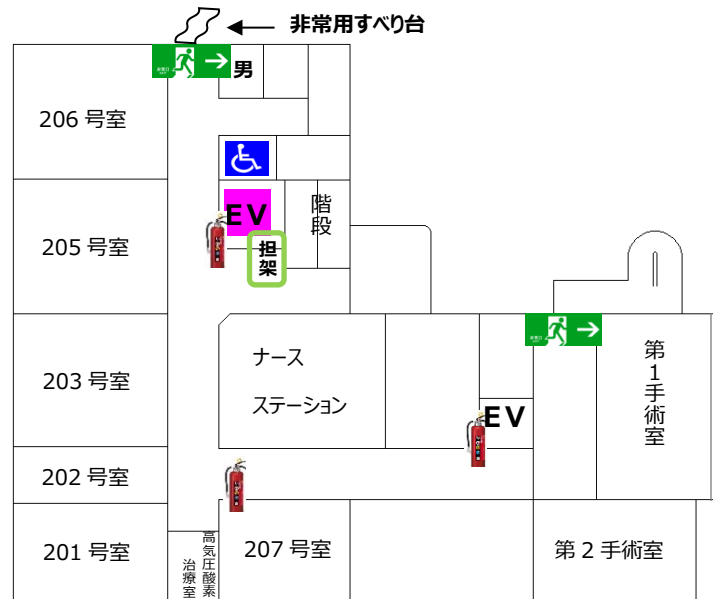 非常用すべり台
男
206 号室
EV
階段
205 号室
担架
ナース
ステーション
203 号室
第1手術室
EV
202 号室
201 号室
高気圧酸素
治療室
207 号室
第 2 手術室